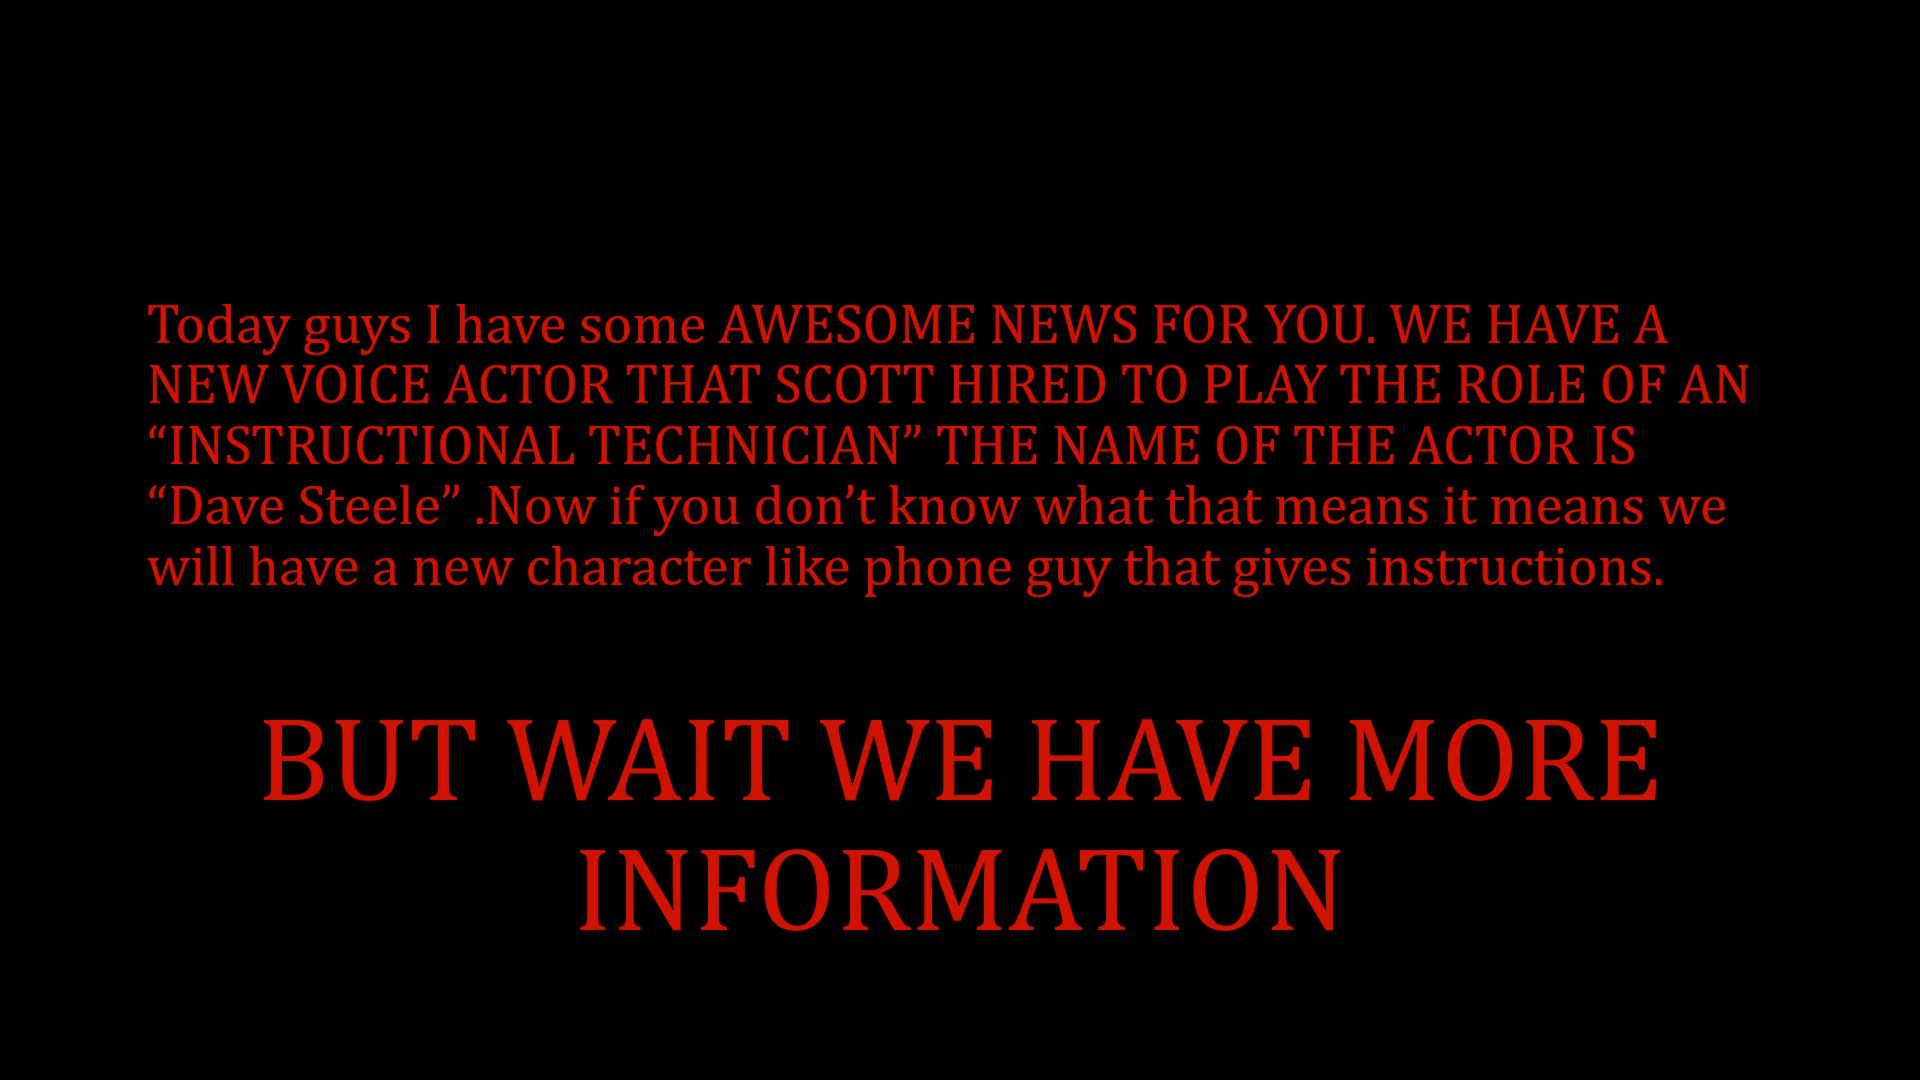 Today guys I have some AWESOME NEWS FOR YOU. WE HAVE A
NEW VOICE ACTOR THAT SCOTT HIRED TO PLAY THE ROLE OF AN
“INSTRUCTIONAL TECHNICIAN” THE NAME OF THE ACTOR IS
“Dave Steele” .Now if you don’t know what that means it means we
will have a new character like phone guy that gives instructions.
BUT WAIT WE HAVE MORE
INFORMATION